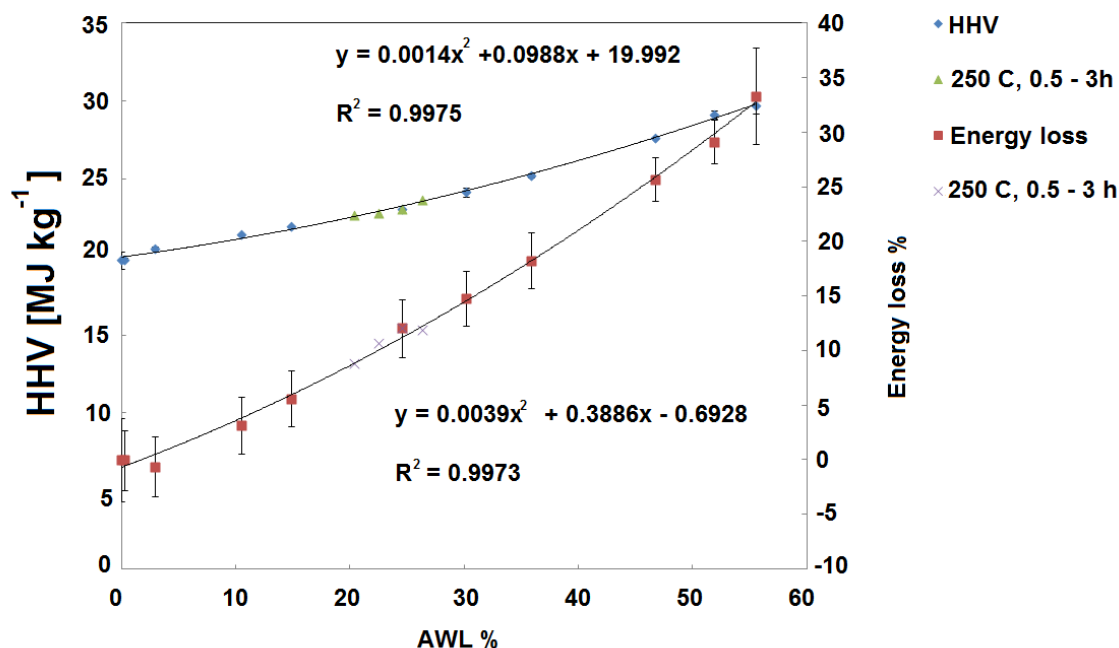 35
30
25
20
15
10
5
0
HHV [MJ kg⁻¹]
y = 0.0014x² +0.0988x + 19.992
R² = 0.9975
y = 0.0039x² + 0.3886x - 0.6928
R² = 0.9973
0 10 20 30 40 50 60
AWL %
40
35
30
25
20
15
10
5
0
-5
-10
Energy loss %
HHV
250 C, 0.5 - 3h
Energy loss
250 C, 0.5 - 3 h